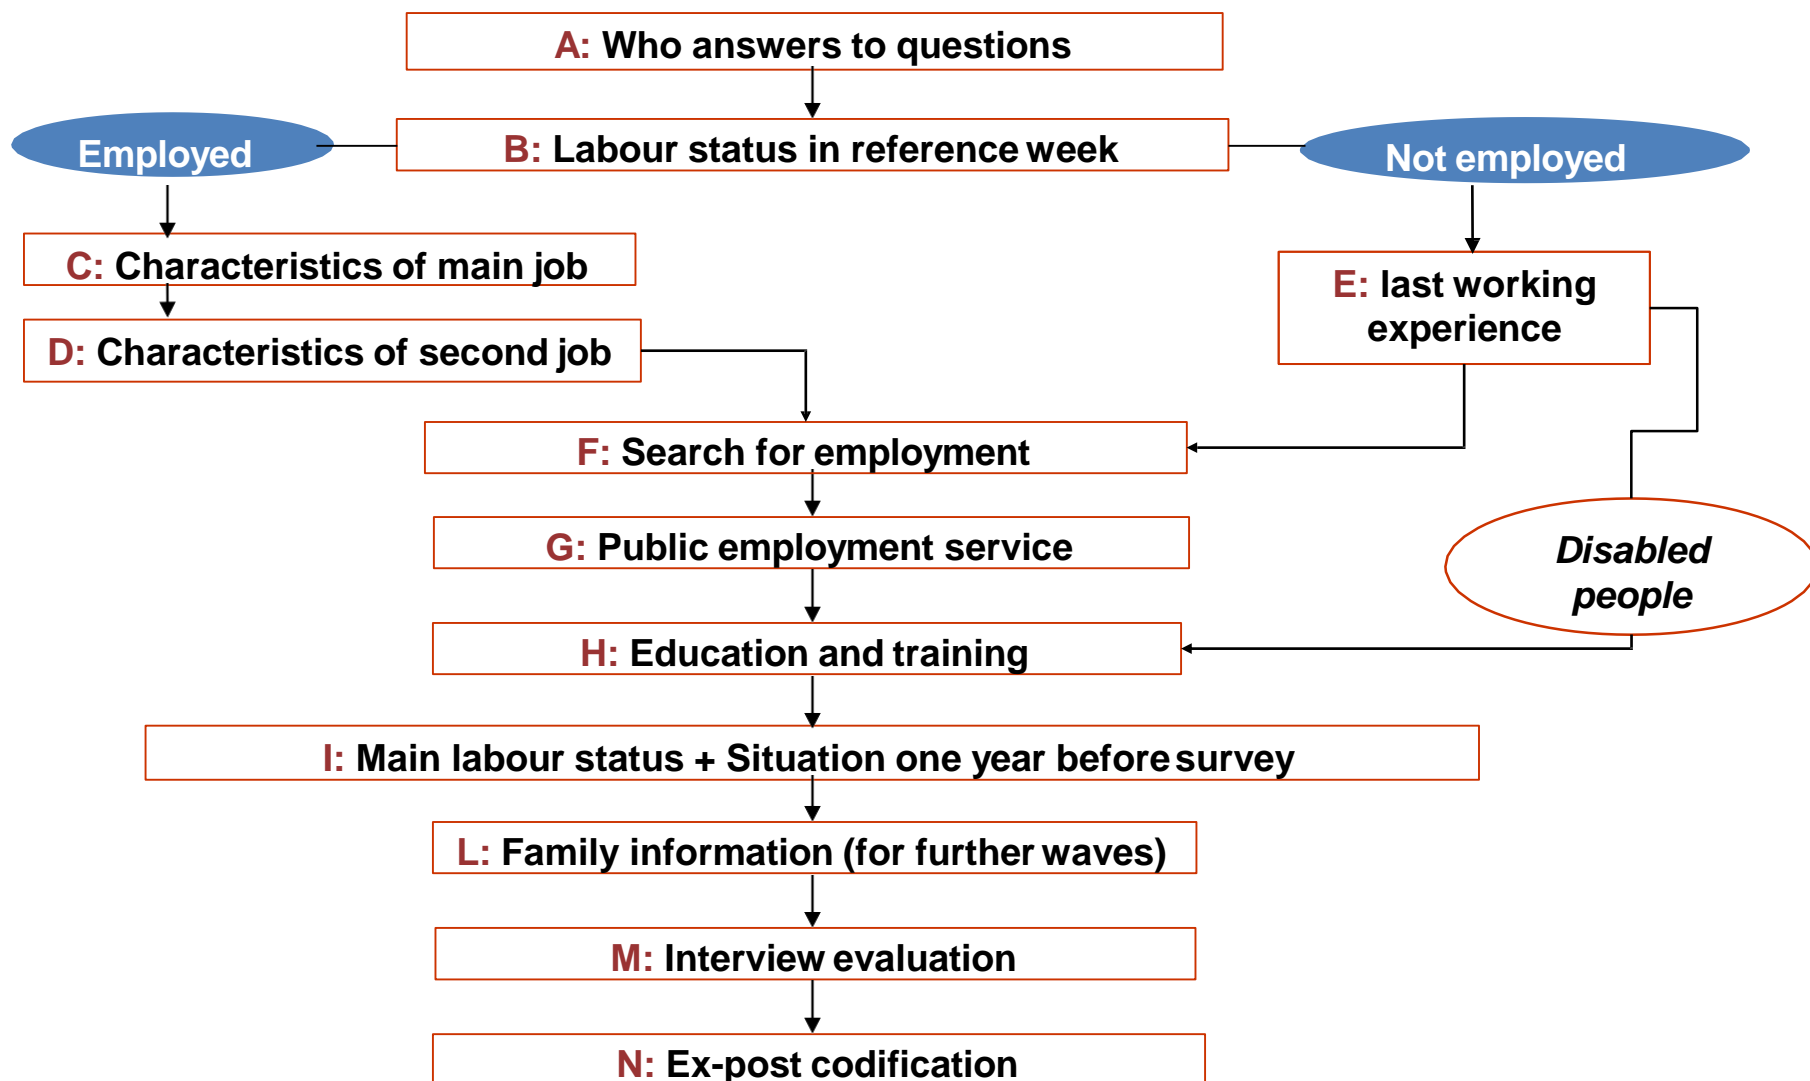 A: Who answers to questions
Employed
B: Labour status in reference week
Not employed
C: Characteristics of main job
E: last working
experience
D: Characteristics of second job
F: Search for employment
G: Public employment service
Disabled
people
H: Education and training
I: Main labour status + Situation one year before survey
L: Family information (for further waves)
M: Interview evaluation
N: Ex-post codification